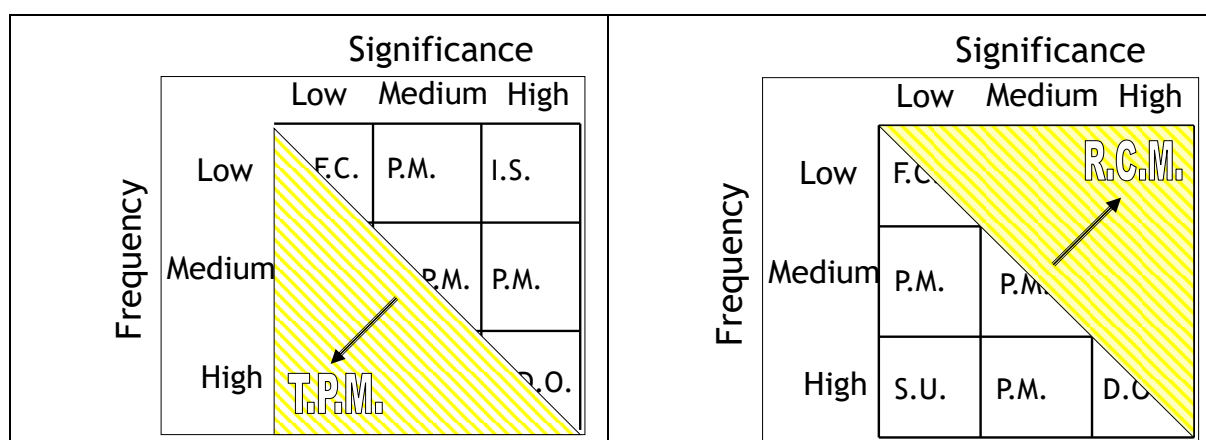 Significance
Low Medium High
Frequency
Low F.C. P.M. I.S.
Medium P.M. P.M.
High T.P.M. D.O.
Significance
Low Medium High
R.C.M.
Frequency
Low F.C
Medium P.M. P.M.
High S.U. P.M. D.O